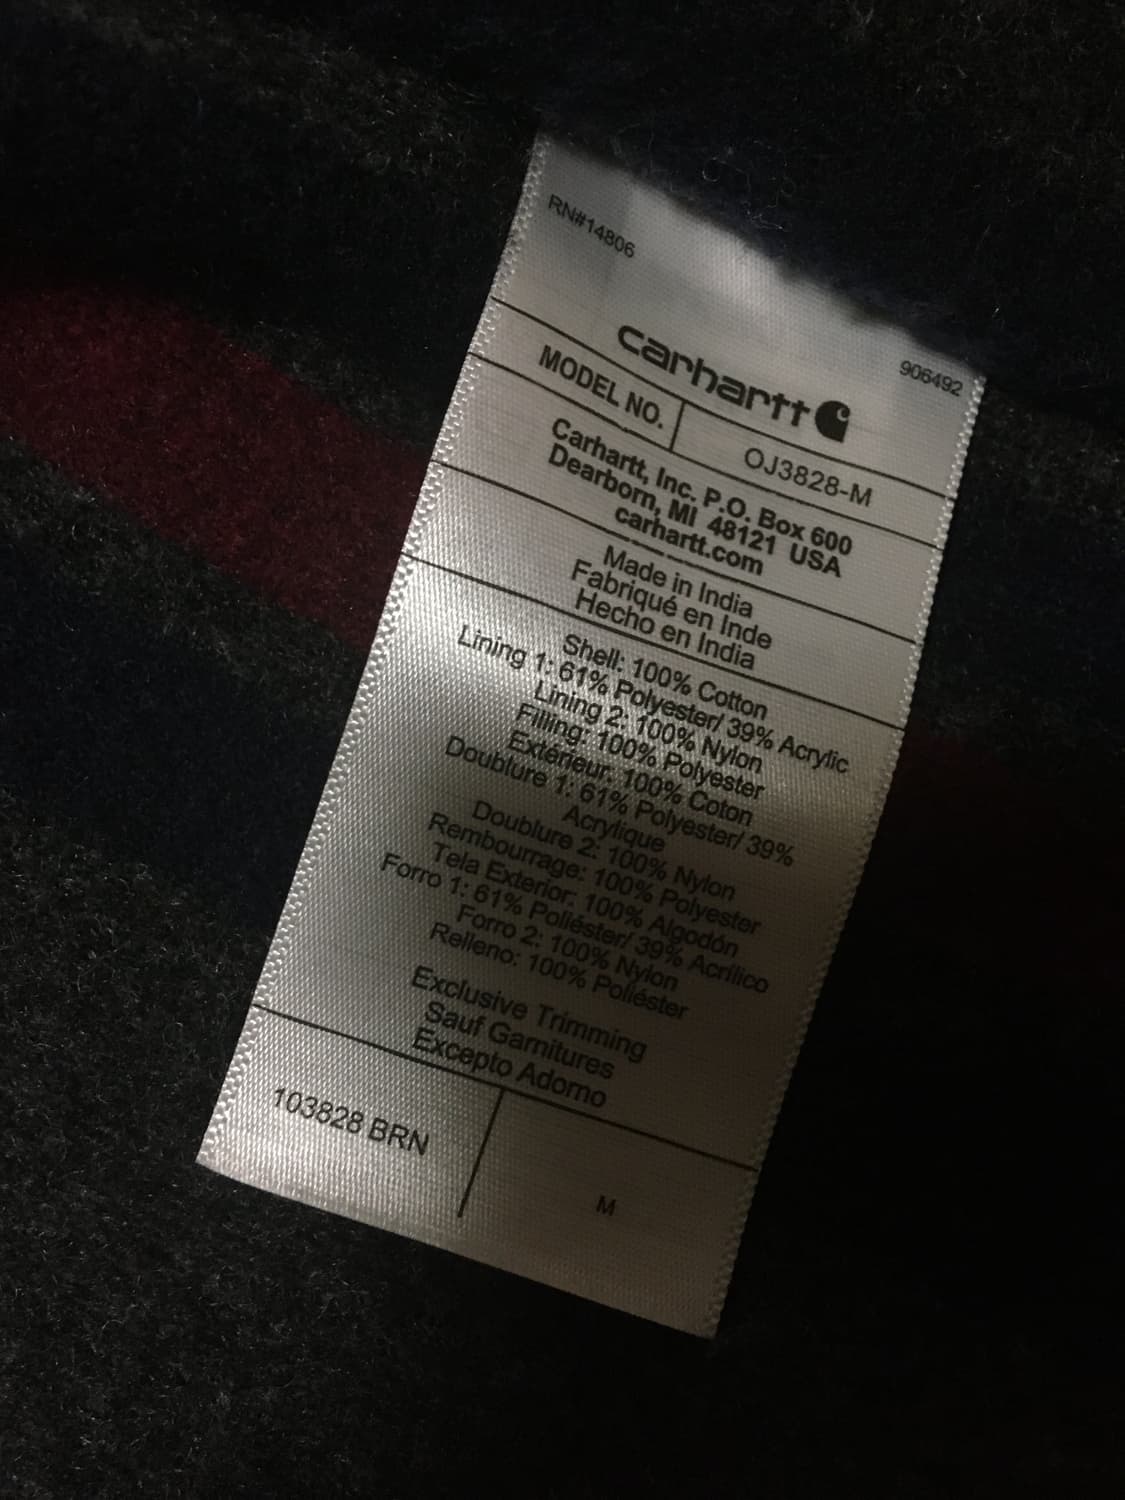 RN#14806
906492
carhartt
MODEL NO.
OJ3828-M
Carhartt, Inc. P.O. Box 600
Dearborn, MI 48121 USA
carhartt.com
Made in India
Fabriqué en Inde
Hecho en India
Shell: 100% Cotton
Lining 1: 61% Polyester/ 39% Acrylic
Lining 2: 100% Nylon
Filling: 100% Polyester
Extérieur: 100% Coton
Doublure 1: 61% Polyester/ 39%
Acrylique
Doublure 2: 100% Nylon
Rembourrage: 100% Polyester
Tela Exterior: 100% Algodón
Forro 1: 61% Poliéster/ 39% Acrílico
Forro 2: 100% Nylon
Relleno: 100% Poliéster
Exclusive Trimming
Sauf Garnitures
Excepto Adorno
103828 BRN
M